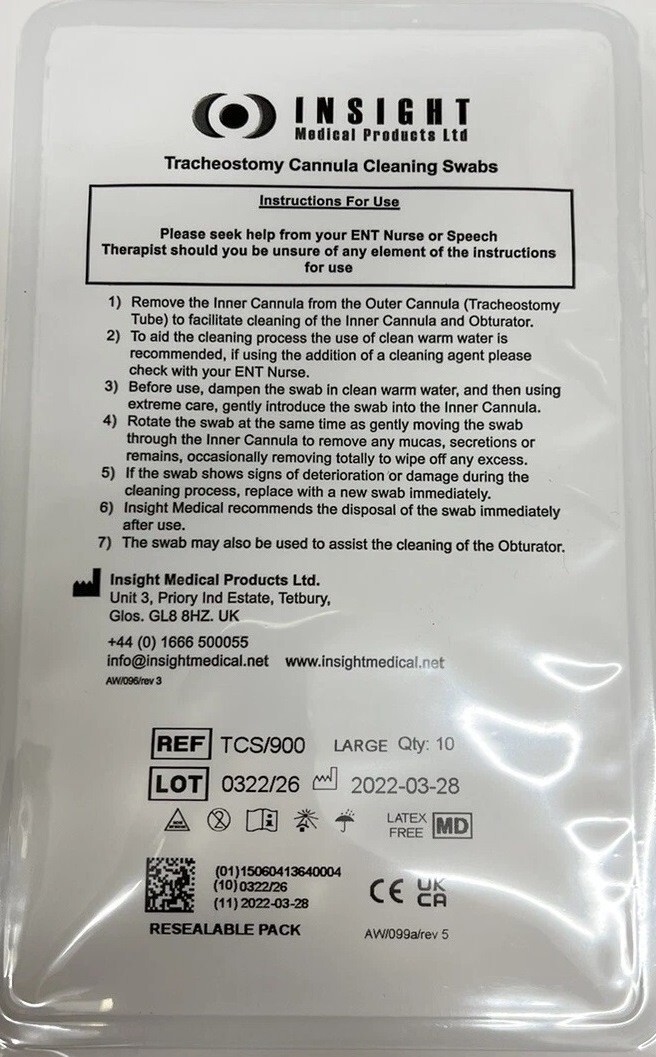 INSIGHT
Medical Products Ltd
Tracheostomy Cannula Cleaning Swabs
Instructions For Use
Please seek help from your ENT Nurse or Speech
Therapist should you be unsure of any element of the instructions
for use
1) Remove the Inner Cannula from the Outer Cannula (Tracheostomy
Tube) to facilitate cleaning of the Inner Cannula and Obturator.
2) To aid the cleaning process the use of clean warm water is
recommended, if using the addition of a cleaning agent please
check with your ENT Nurse.
3) Before use, dampen the swab in clean warm water, and then using
extreme care, gently introduce the swab into the Inner Cannula.
4) Rotate the swab at the same time as gently moving the swab
through the Inner Cannula to remove any mucas, secretions or
remains, occasionally removing totally to wipe off any excess.
5) If the swab shows signs of deterioration or damage during the
cleaning process, replace with a new swab immediately.
6) Insight Medical recommends the disposal of the swab immediately
after use.
7) The swab may also be used to assist the cleaning of the Obturator.
Insight Medical Products Ltd.
Unit 3, Priory Ind Estate, Tetbury,
Glos. GL8 8HZ. UK
+44 (0) 1666 500055
info@insightmedical.net www.insightmedical.net
AW/096/rev 3
REF TCS/900 LARGE Qty: 10
LOT 0322/26 2022-03-28
LATEX
FREE MD
(01)15060413640004
(10)0322/26
(11) 2022-03-28
CE UK
CA
RESEALABLE PACK
AW/099a/rev 5